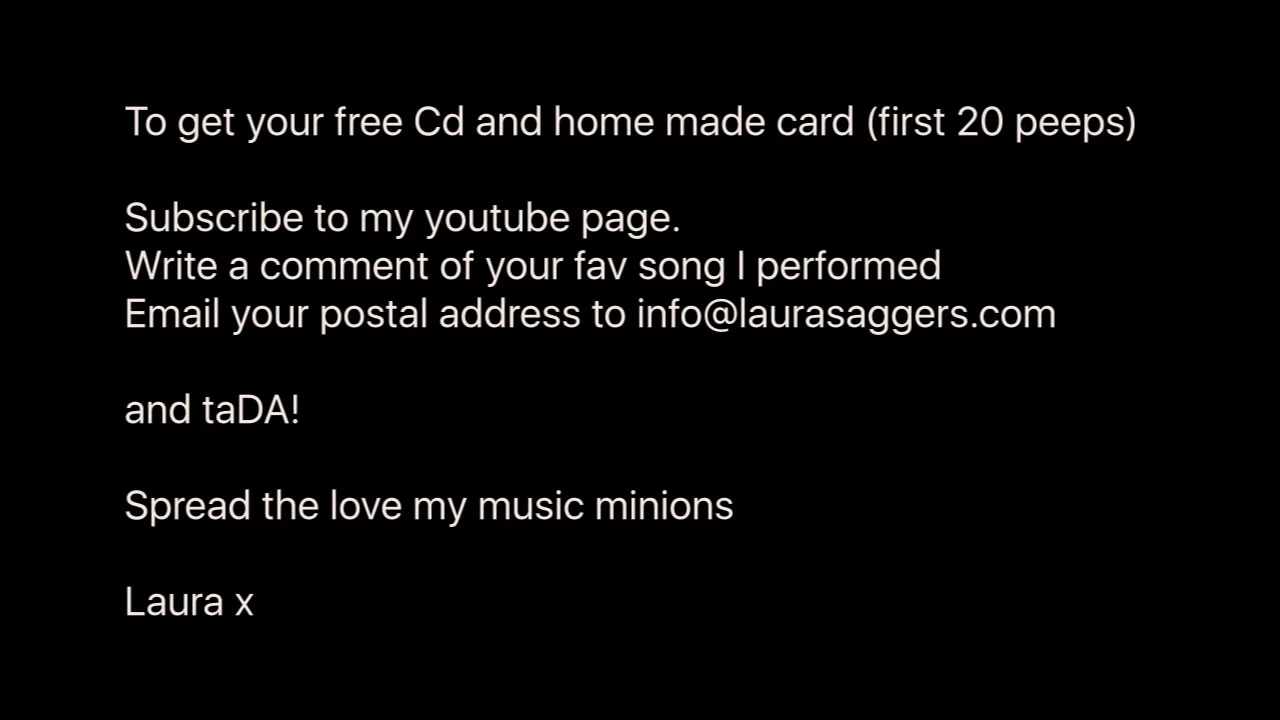 To get your free Cd and home made card (first 20 peeps)
Subscribe to my youtube page.
Write a comment of your fav song I performed
Email your postal address to info@laurasaggers.com
and taDA!
Spread the love my music minions
Laura x